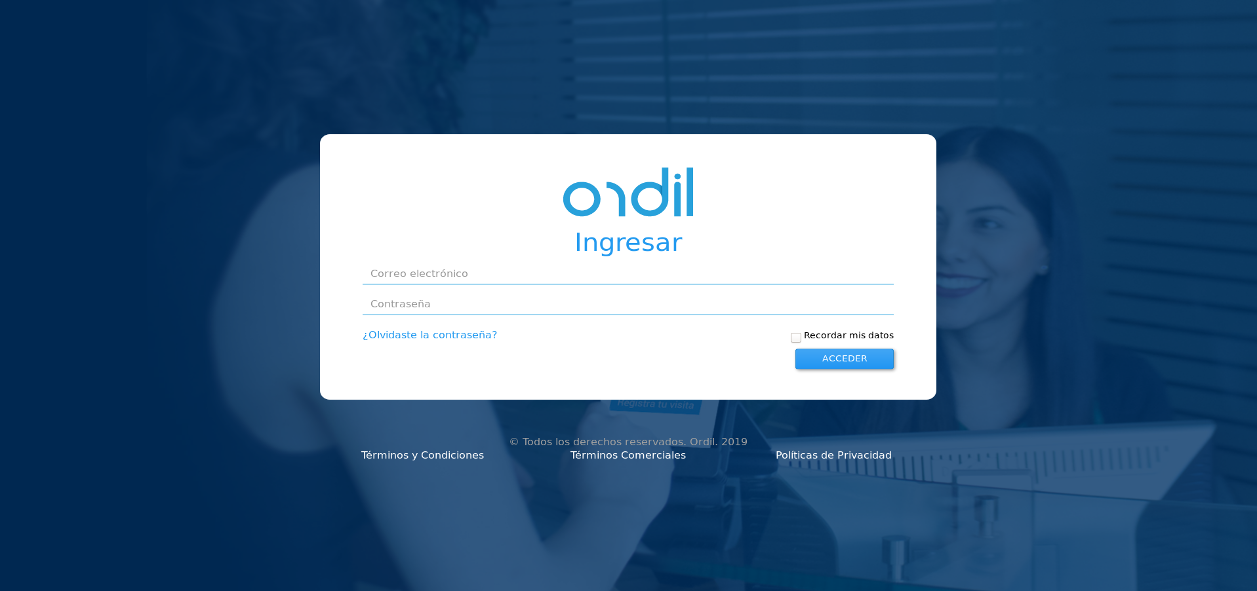 ordil
Ingresar
Correo electrónico
Contraseña
¿Olvidaste la contraseña?
Recordar mis datos
ACCEDER
Registra tu visita
© Todos los derechos reservados. Ordil. 2019
Términos y Condiciones
Términos Comerciales
Políticas de Privacidad